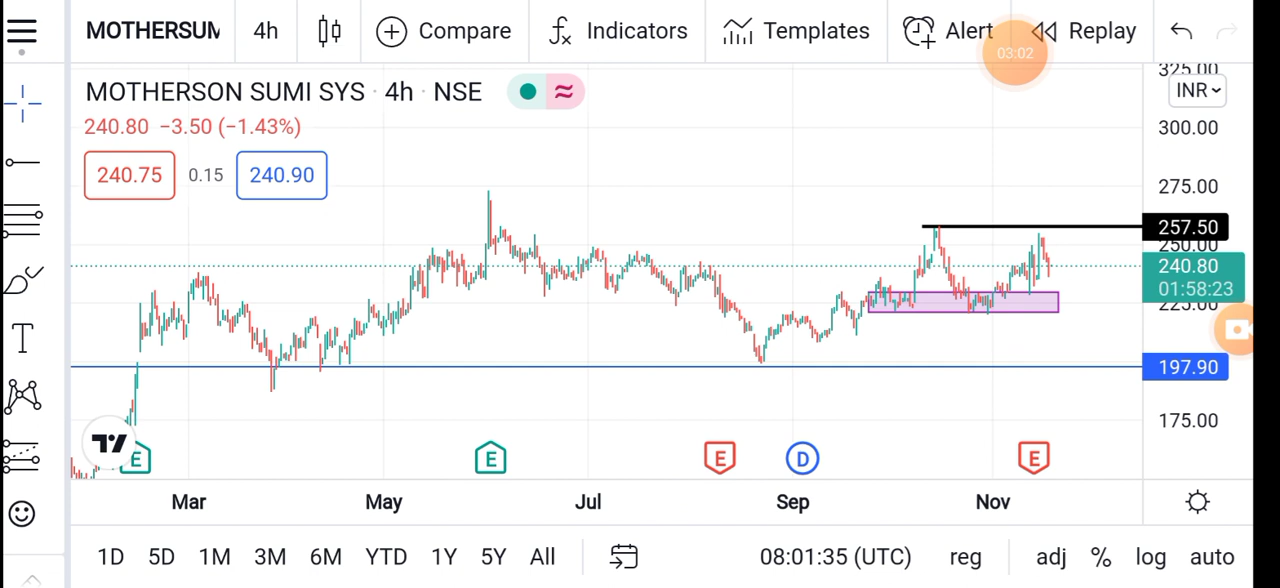 MOTHERSUM 4h Compare Indicators Templates Alert Replay
03:02
MOTHERSON SUMI SYS · 4h · NSE
INR
240.80 −3.50 (−1.43%)
240.75 0.15 240.90
325.00
300.00
275.00
257.50
250.00
240.80
01:58:23
225.00
197.90
175.00
E E E D E
Mar May Jul Sep Nov
1D 5D 1M 3M 6M YTD 1Y 5Y All 08:01:35 (UTC) reg adj % log auto